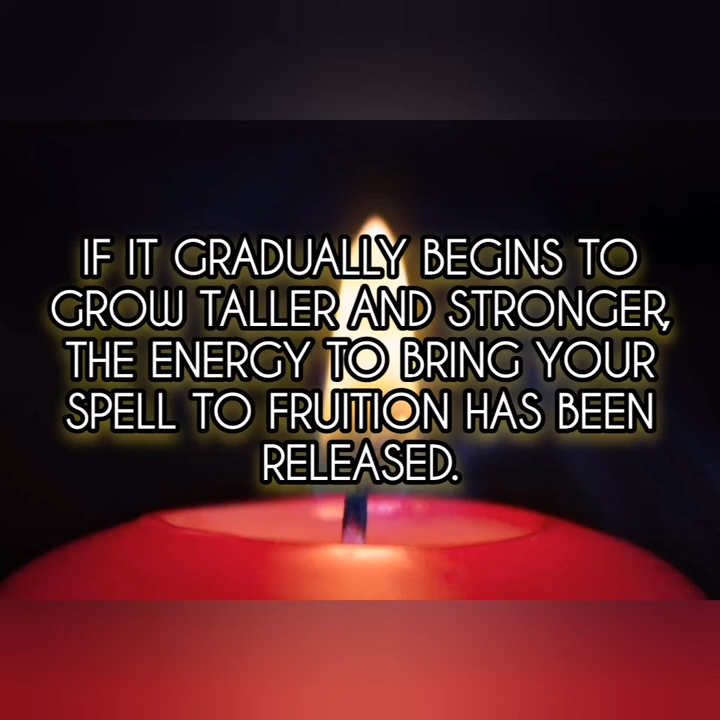 IF IT GRADUALLY BEGINS TO
GROW TALLER AND STRONGER,
THE ENERGY TO BRING YOUR
SPELL TO FRUITION HAS BEEN
RELEASED.